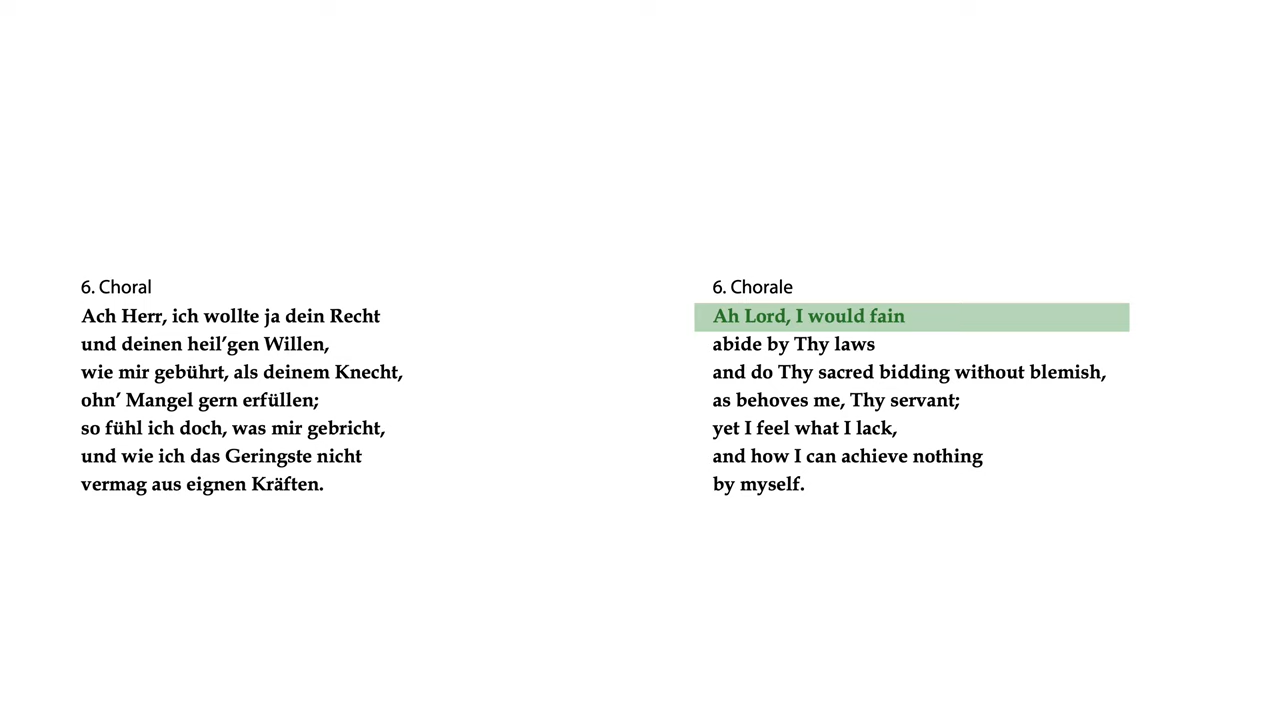 6. Choral
Ach Herr, ich wollte ja dein Recht
und deinen heil’gen Willen,
wie mir gebührt, als deinem Knecht,
ohn’ Mangel gern erfüllen;
so fühl ich doch, was mir gebricht,
und wie ich das Geringste nicht
vermag aus eignen Kräften.
6. Chorale
Ah Lord, I would fain
abide by Thy laws
and do Thy sacred bidding without blemish,
as behoves me, Thy servant;
yet I feel what I lack,
and how I can achieve nothing
by myself.